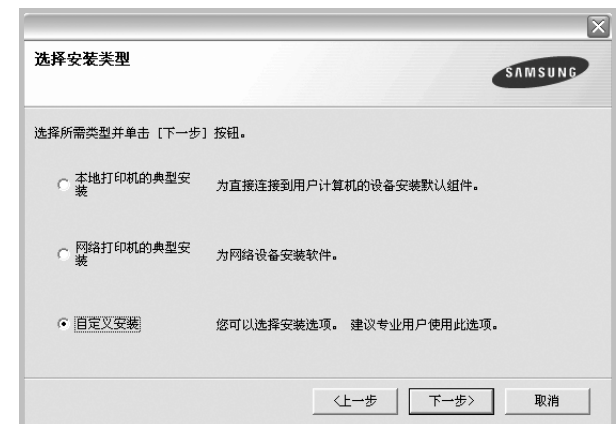 选择安装类型
SAMSUNG
选择所需类型并单击 [下一步] 按钮。
本地打印机的典型安
装
为直接连接到用户计算机的设备安装默认组件。
网络打印机的典型安
装
为网络设备安装软件。
自定义安装
您可以选择安装选项。 建议专业用户使用此选项。
<上一步
下一步>
取消